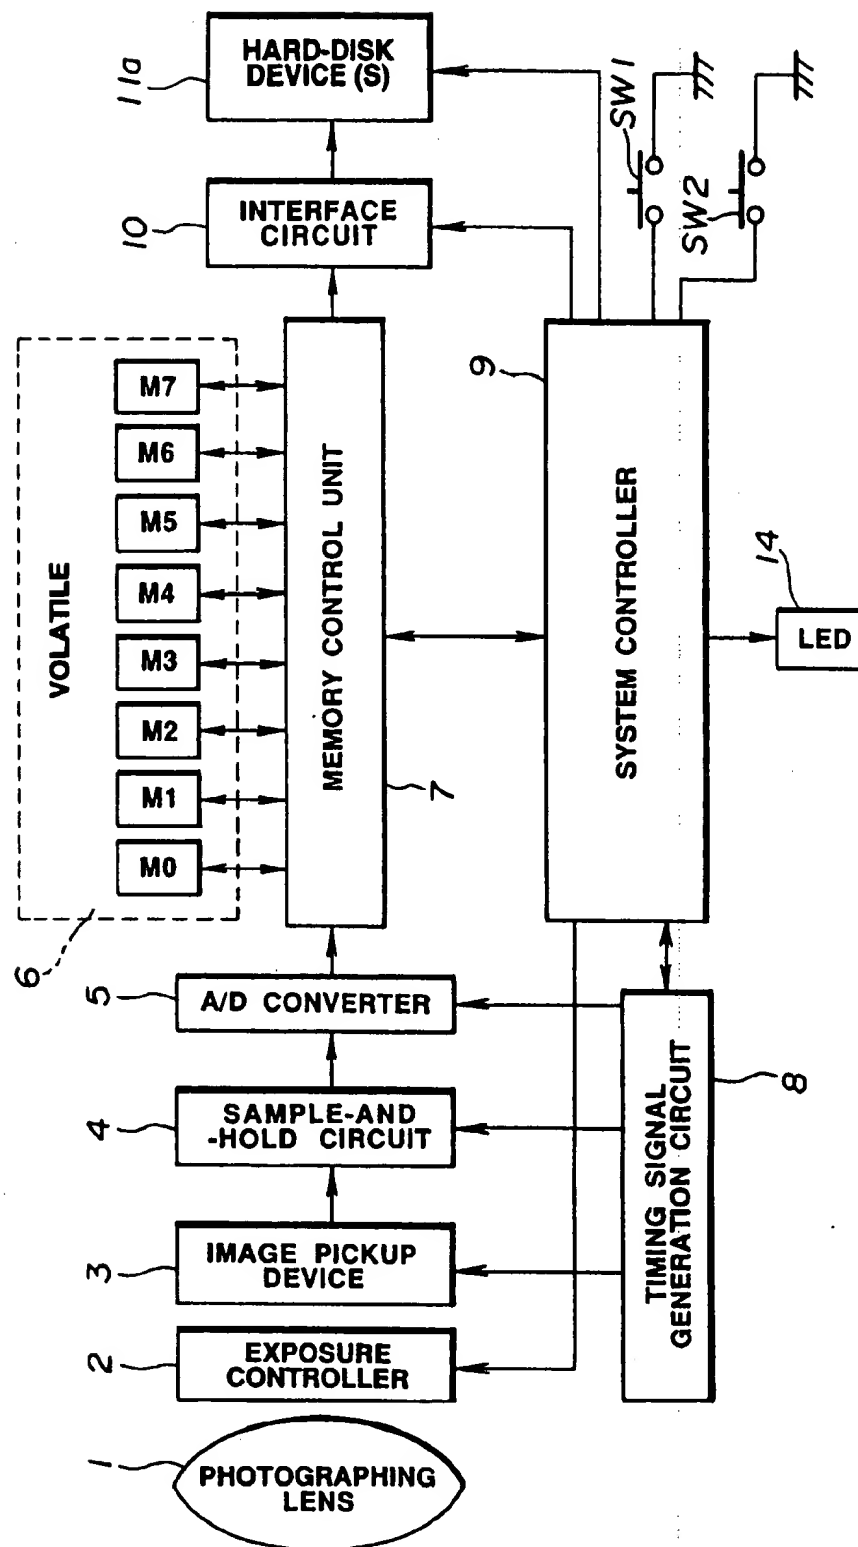 11a
HARD-DISK
DEVICE (S)
10
INTERFACE
CIRCUIT
SW1
SW2
VOLATILE
M7
M6
M5
M4
M3
M2
M1
M0
6
MEMORY CONTROL UNIT
7
9
SYSTEM CONTROLLER
14
LED
5
A/D CONVERTER
4
SAMPLE-AND
-HOLD CIRCUIT
3
IMAGE PICKUP
DEVICE
2
EXPOSURE
CONTROLLER
1
PHOTOGRAPHING
LENS
TIMING SIGNAL
GENERATION CIRCUIT
8